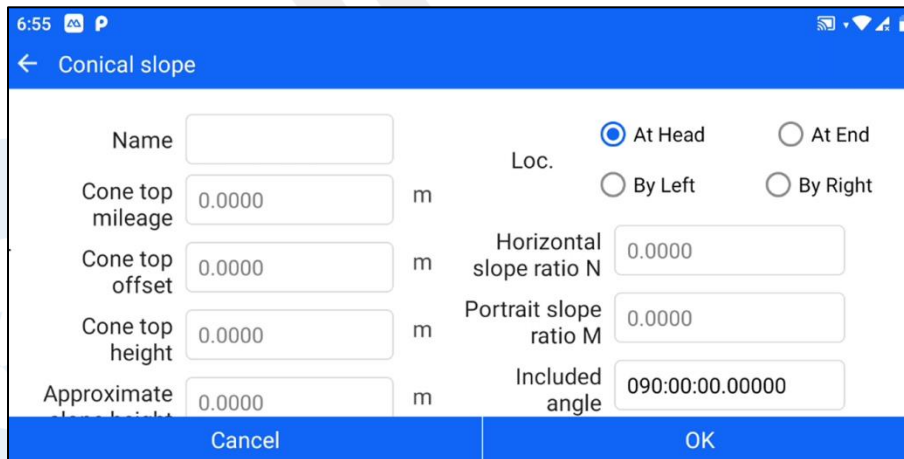 6:55
Conical slope
Name
Cone top
mileage
0.0000
m
Cone top
offset
0.0000
m
Cone top
height
0.0000
m
Approximate
slope height
0.0000
m
Loc.
At Head
At End
By Left
By Right
Horizontal
slope ratio N
0.0000
Portrait slope
ratio M
0.0000
Included
angle
090:00:00.00000
Cancel
OK